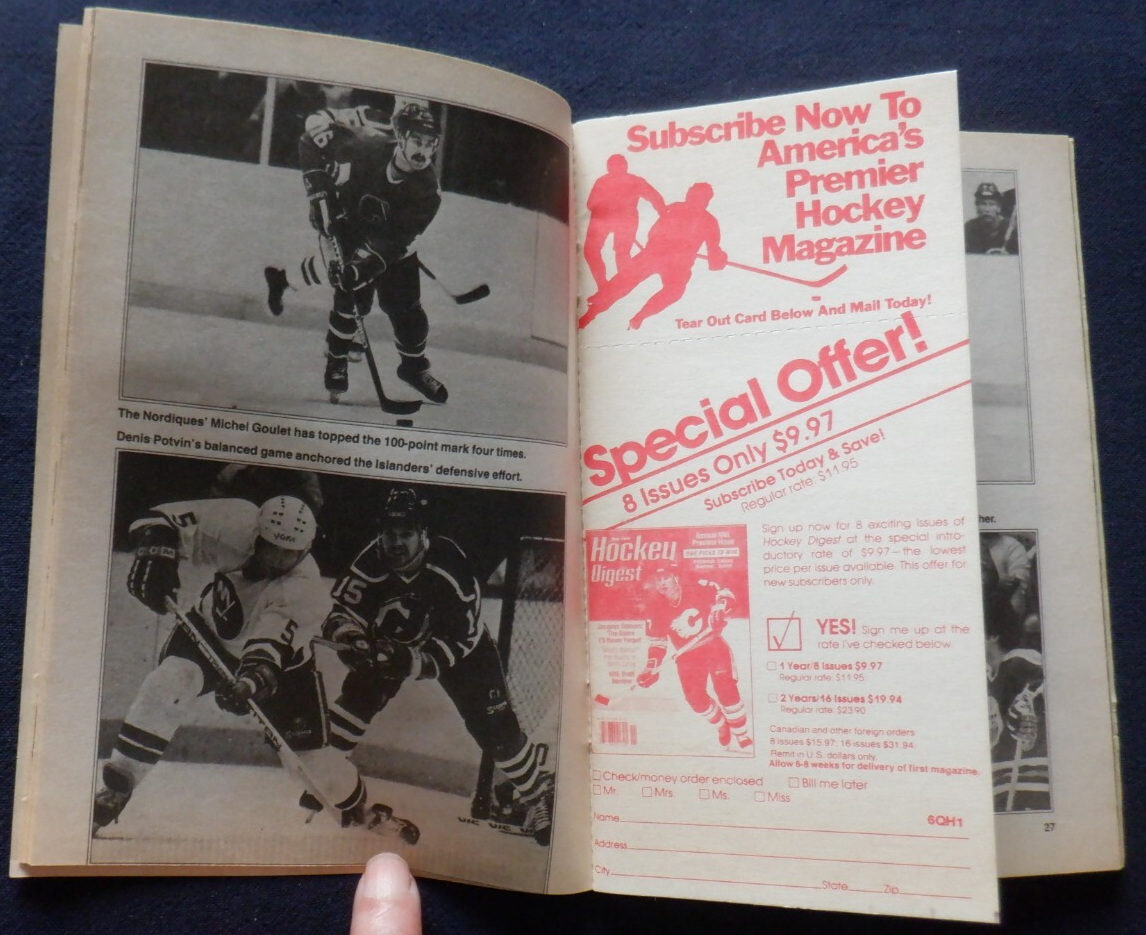 16
The Nordiques' Michel Goulet has topped the 100-point mark four times.
Denis Potvin's balanced game anchored the Islanders' defensive effort.
5
5
15
Subscribe Now To
America's
Premier
Hockey
Magazine
Tear Out Card Below And Mail Today!
Special Offer!
8 Issues Only $9.97
Subscribe Today & Save!
Regular rate: $11.95
Hockey
Digest
Sign up now for 8 exciting issues of
Hockey Digest at the special intro-
ductory rate of $9.97—the lowest
price per issue available. This offer for
new subscribers only.
YES! Sign me up at the
rate I've checked below.
1 Year/8 Issues $9.97
Regular rate: $11.95
2 Years/16 Issues $19.94
Regular rate: $23.90
Canadian and other foreign orders
8 issues $15.97; 16 issues $31.94
Remit in U.S. dollars only.
Allow 6-8 weeks for delivery of first magazine.
Check/money order enclosed Bill me later
Mr. Mrs. Ms. Miss
Name 6QH1
Address
City State Zip
her.
27